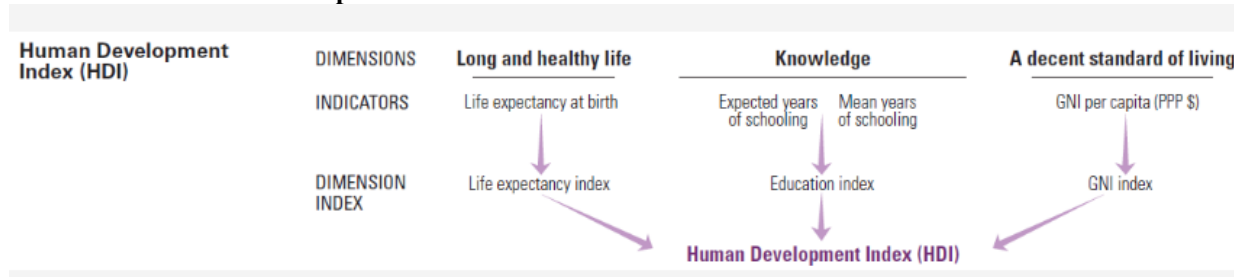 Human Development
Index (HDI)
DIMENSIONS Long and healthy life Knowledge A decent standard of living
INDICATORS Life expectancy at birth Expected years Mean years GNI per capita (PPP $)
of schooling of schooling
DIMENSION Life expectancy index Education index GNI index
INDEX
Human Development Index (HDI)